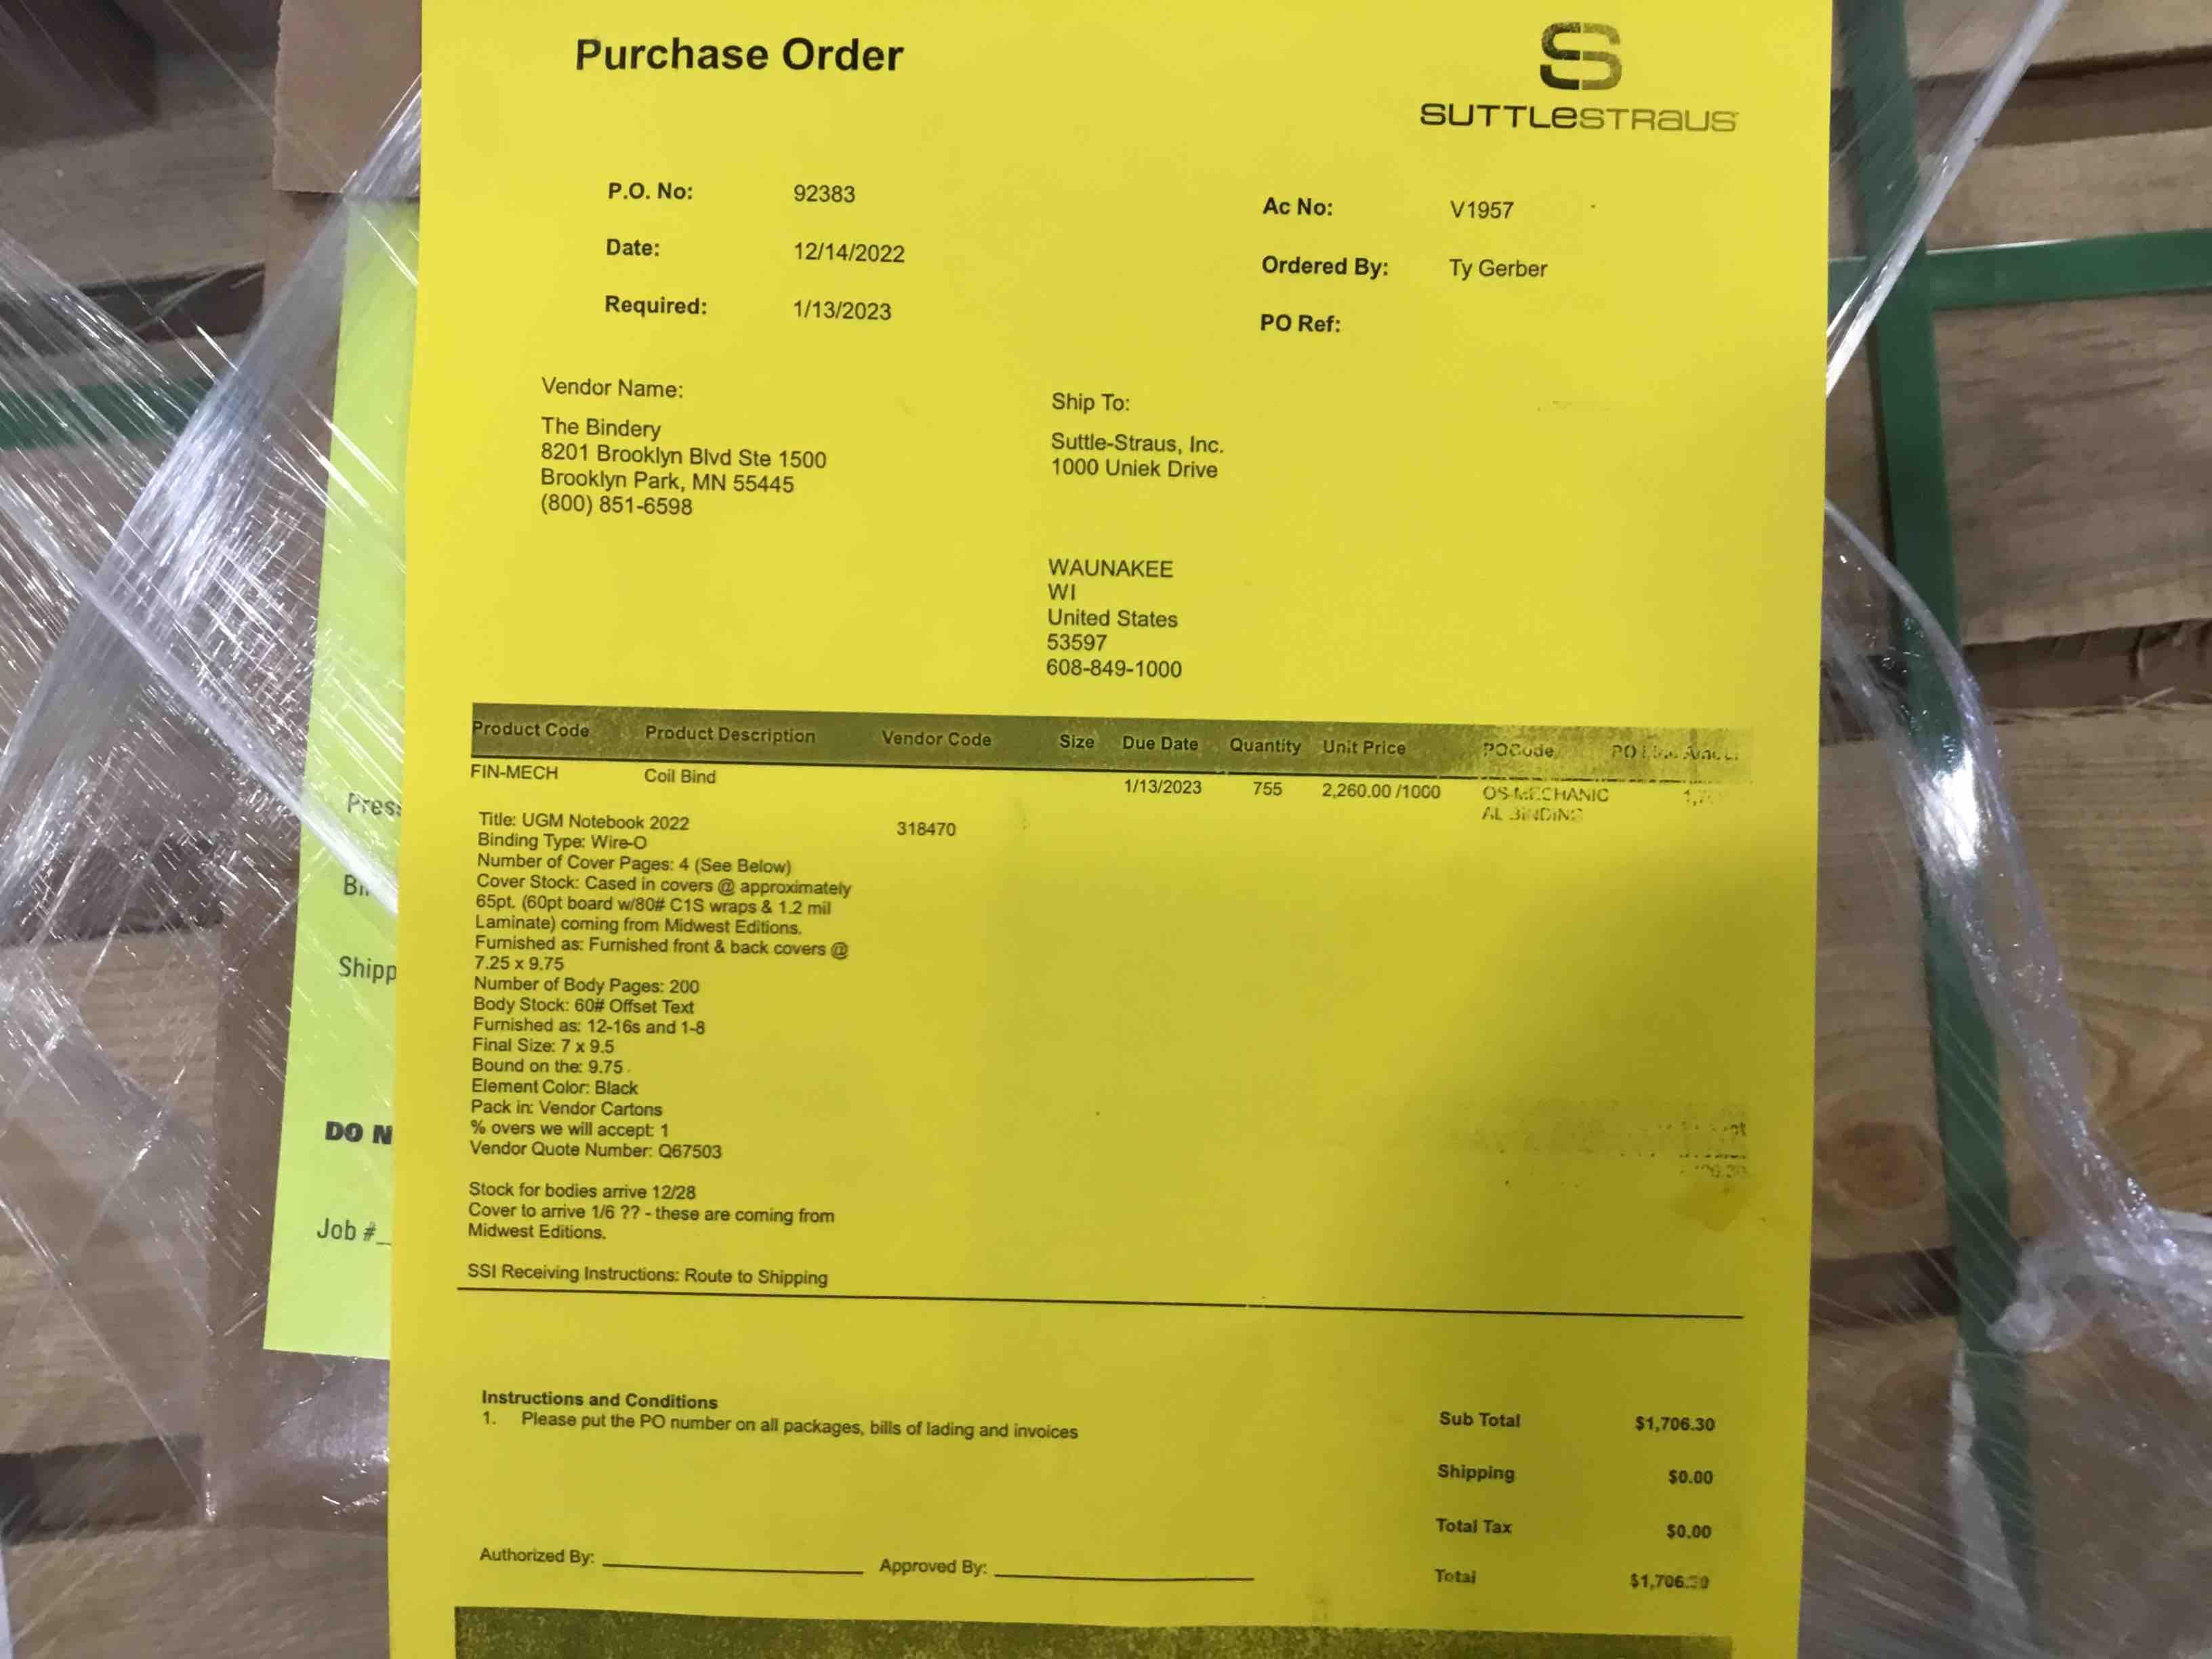 Purchase Order
SUTTLESTRAUS
P.O. No: 92383
Ac No: V1957
Date: 12/14/2022
Ordered By: Ty Gerber
Required: 1/13/2023
PO Ref:
Vendor Name:
The Bindery
8201 Brooklyn Blvd Ste 1500
Brooklyn Park, MN 55445
(800) 851-6598
Ship To:
Suttle-Straus, Inc.
1000 Uniek Drive
WAUNAKEE
WI
United States
53597
608-849-1000
Product Code Product Description Vendor Code Size Due Date Quantity Unit Price POCode PO Line
FIN-MECH Coil Bind 1/13/2023 755 2,260.00 /1000 OS-MECHANIC
AL BINDING
Title: UGM Notebook 2022 318470
Binding Type: Wire-O
Number of Cover Pages: 4 (See Below)
Cover Stock: Cased in covers @ approximately
65pt. (60pt board w/80# C1S wraps & 1.2 mil
Laminate) coming from Midwest Editions.
Furnished as: Furnished front & back covers @
7.25 x 9.75
Number of Body Pages: 200
Body Stock: 60# Offset Text
Furnished as: 12-16s and 1-8
Final Size: 7 x 9.5
Bound on the: 9.75
Element Color: Black
Pack in: Vendor Cartons
% overs we will accept: 1
Vendor Quote Number: Q67503
Stock for bodies arrive 12/28
Cover to arrive 1/6 ?? - these are coming from
Midwest Editions.
SSI Receiving Instructions: Route to Shipping
Instructions and Conditions
1. Please put the PO number on all packages, bills of lading and invoices
Sub Total $1,706.30
Shipping $0.00
Total Tax $0.00
Total $1,706.30
Authorized By: Approved By:
Press
Shipp
DO N
Job #